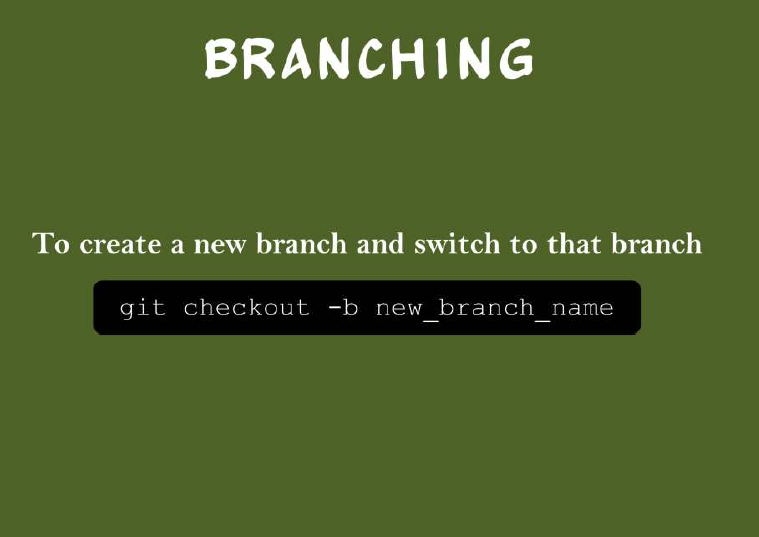 BRANCHING
To create a new branch and switch to that branch
git checkout -b new_branch_name